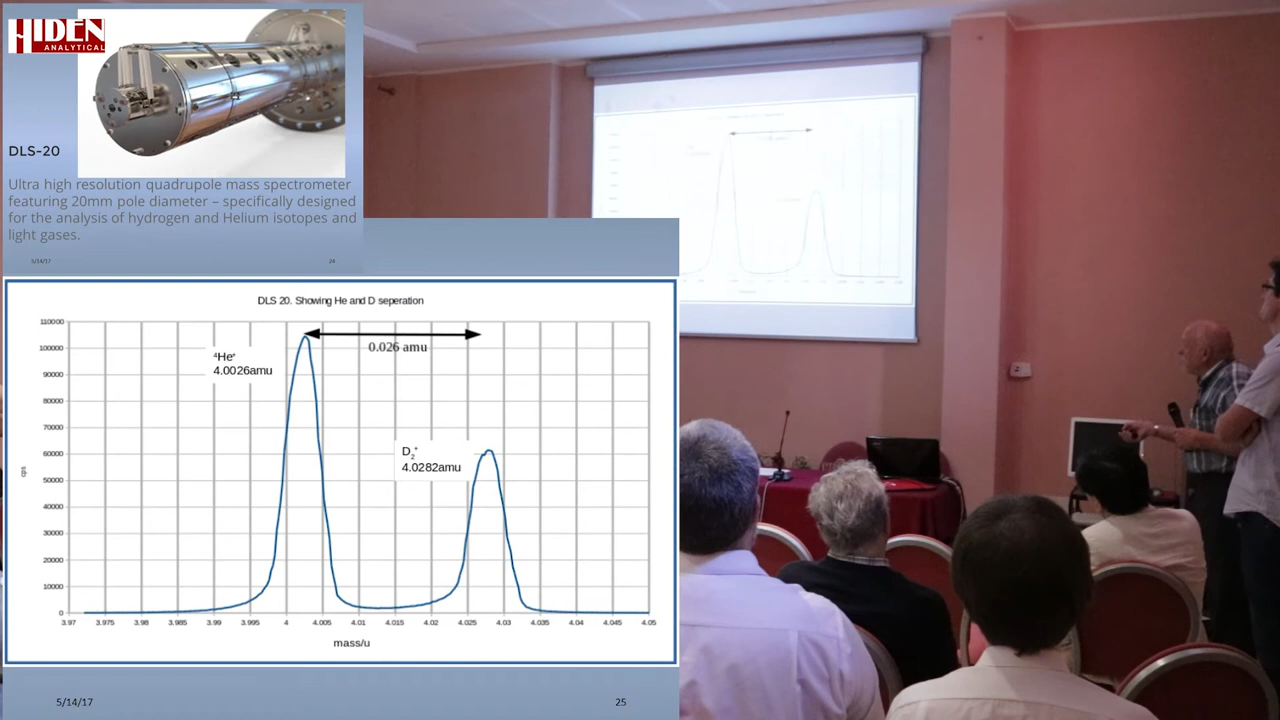 HIDEN
ANALYTICAL
DLS-20
Ultra high resolution quadrupole mass spectrometer
featuring 20mm pole diameter – specifically designed
for the analysis of hydrogen and Helium isotopes and
light gases.
5/14/17
24
DLS 20. Showing He and D seperation
110000
100000
90000
80000
70000
60000
50000
40000
30000
20000
10000
0
cps
0.026 amu
⁴He⁺
4.0026amu
D₂⁺
4.0282amu
3.97 3.975 3.98 3.985 3.99 3.995 4 4.005 4.01 4.015 4.02 4.025 4.03 4.035 4.04 4.045 4.05
mass/u
5/14/17
25